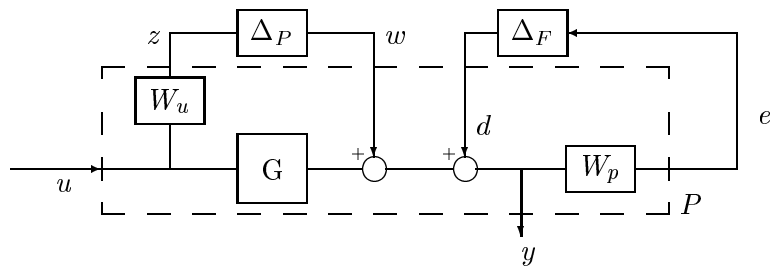 z Δ_P w Δ_F
W_u d e
+ +
u G W_p
P
y